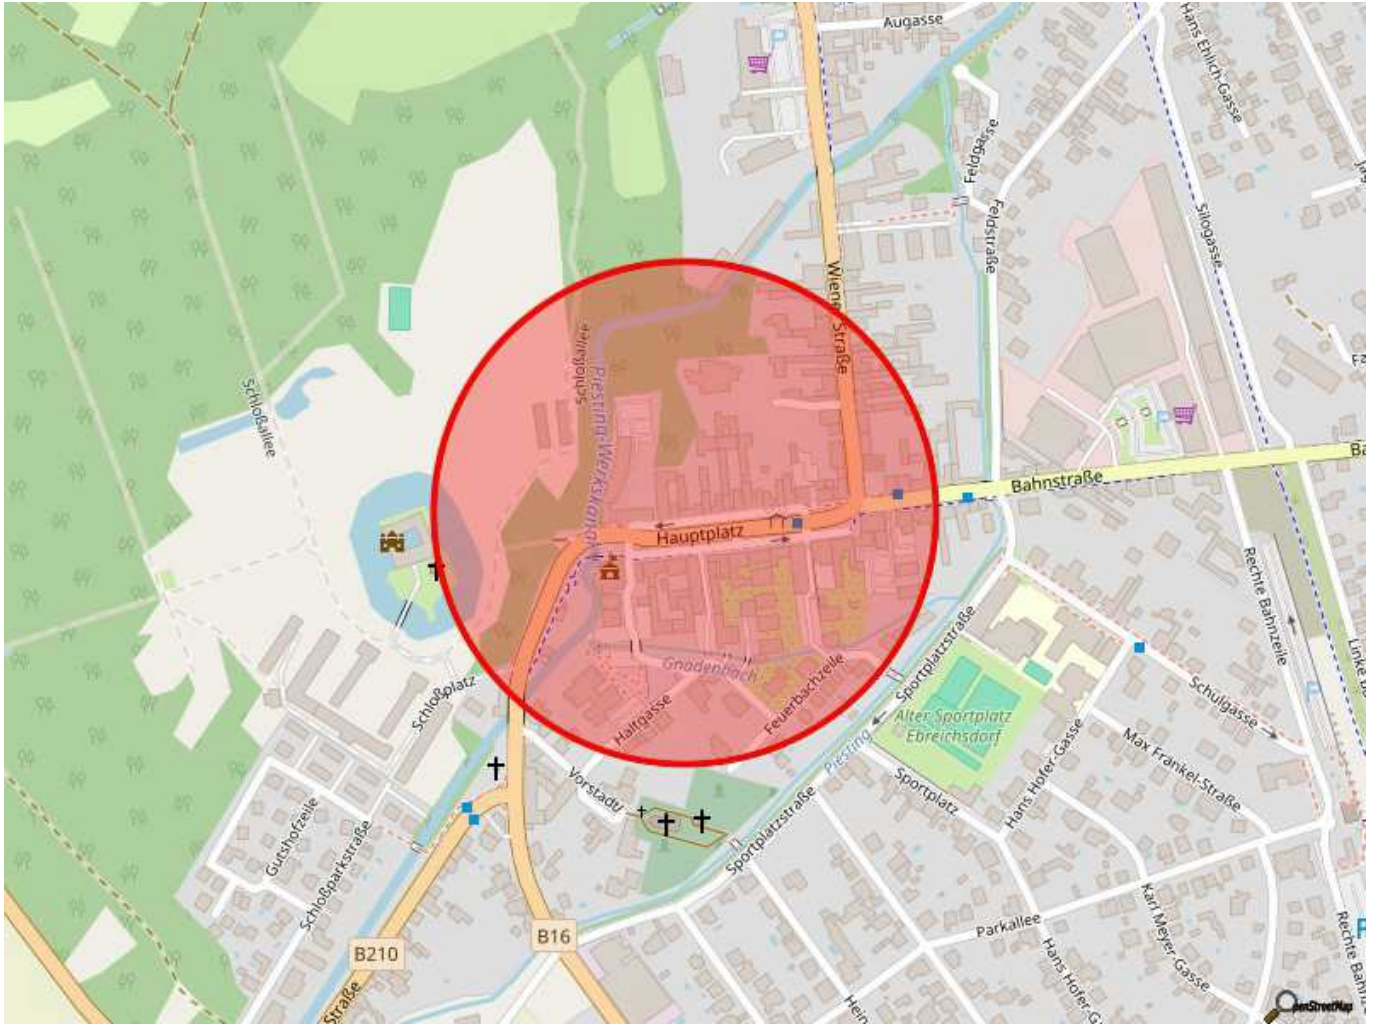 Augasse
Hans Ehlich-Gasse
Feldgasse
Feldstraße
Silogasse
Wiener Straße
Schloßallee
Schloßallee
Piesting-Werkskanal
Hauptplatz
Bahnstraße
Rechte Bahnzeile
Gnadenbach
Sportplatzstraße
Schloßplatz
Haltgasse
Feuerbachzeile
Alter Sportplatz
Ebreichsdorf
Schulgasse
Piesting
Max Frankel-Straße
Vorstadt
Sportplatz
Hans Hofer-Gasse
Gutshofzeile
Schloßparkstraße
Sportplatzstraße
Karl Meyer-Gasse
Parkallee
B16
B210
Straße
OpenStreetMap